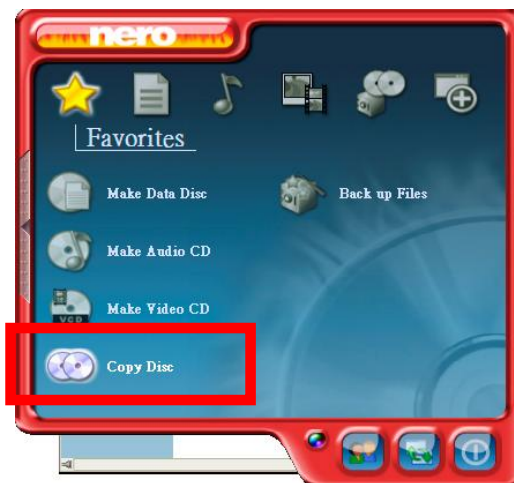 nero
Favorites
Make Data Disc
Back up Files
Make Audio CD
Make Video CD
VCD
Copy Disc